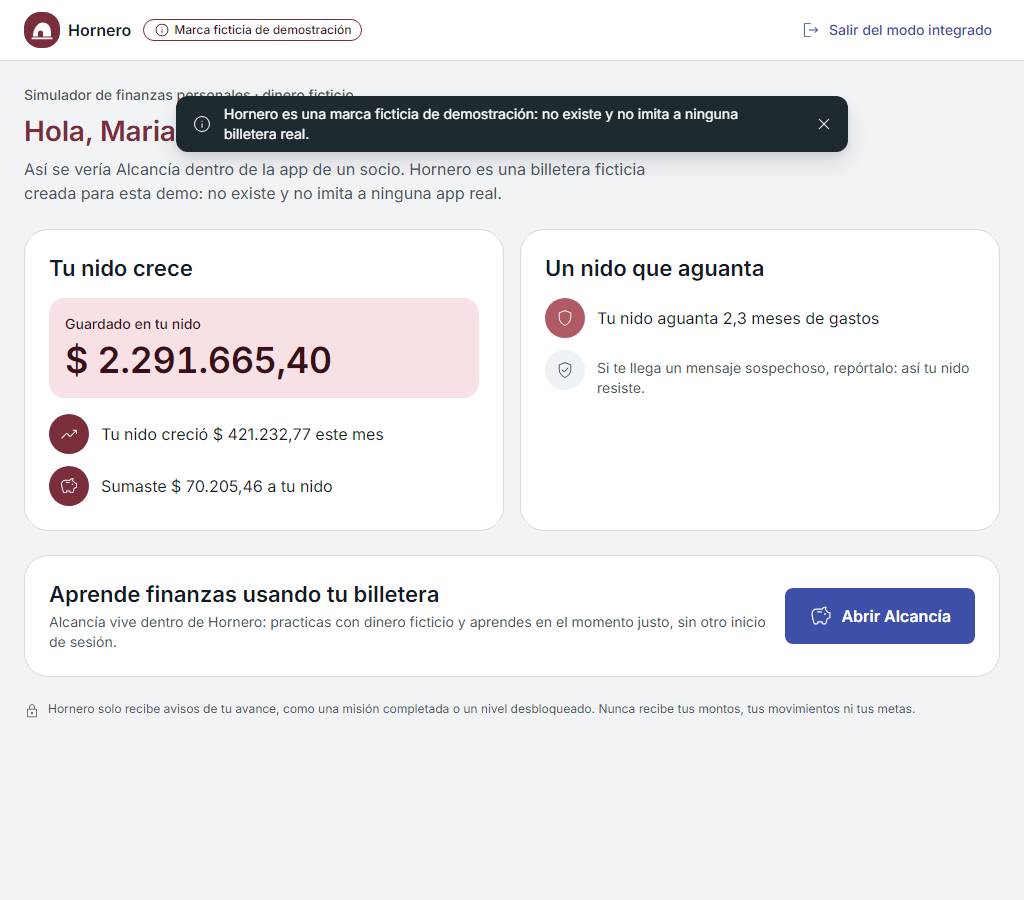 Hornero
Marca ficticia de demostración
Salir del modo integrado
Simulador de finanzas personales · dinero ficticio
Hornero es una marca ficticia de demostración: no existe y no imita a ninguna
billetera real.
Hola, Maria
Así se vería Alcancía dentro de la app de un socio. Hornero es una billetera ficticia
creada para esta demo: no existe y no imita a ninguna app real.
Tu nido crece
Guardado en tu nido
$ 2.291.665,40
Tu nido creció $ 421.232,77 este mes
Sumaste $ 70.205,46 a tu nido
Un nido que aguanta
Tu nido aguanta 2,3 meses de gastos
Si te llega un mensaje sospechoso, repórtalo: así tu nido
resiste.
Aprende finanzas usando tu billetera
Alcancía vive dentro de Hornero: practicas con dinero ficticio y aprendes en el momento justo, sin otro inicio
de sesión.
Abrir Alcancía
Hornero solo recibe avisos de tu avance, como una misión completada o un nivel desbloqueado. Nunca recibe tus montos, tus movimientos ni tus metas.